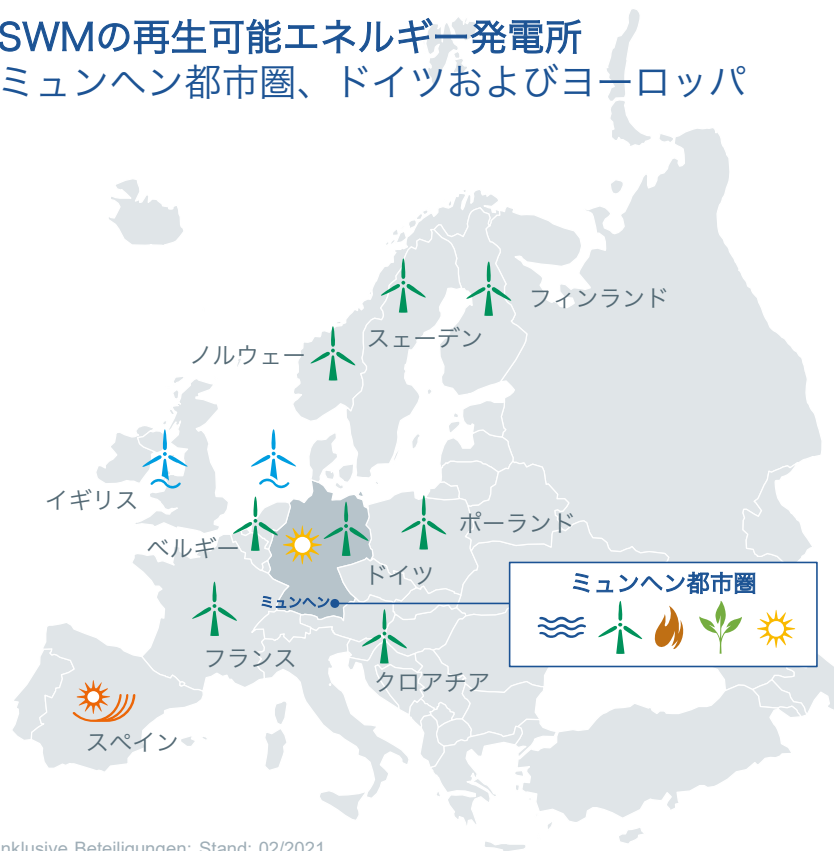 SWMの再生可能エネルギー発電所
ミュンヘン都市圏、ドイツおよびヨーロッパ
フィンランド
スェーデン
ノルウェー
イギリス
ポーランド
ベルギー
ドイツ
ミュンヘン都市圏
ミュンヘン
フランス
クロアチア
スペイン
nklusive Beteiligungen; Stand: 02/2021